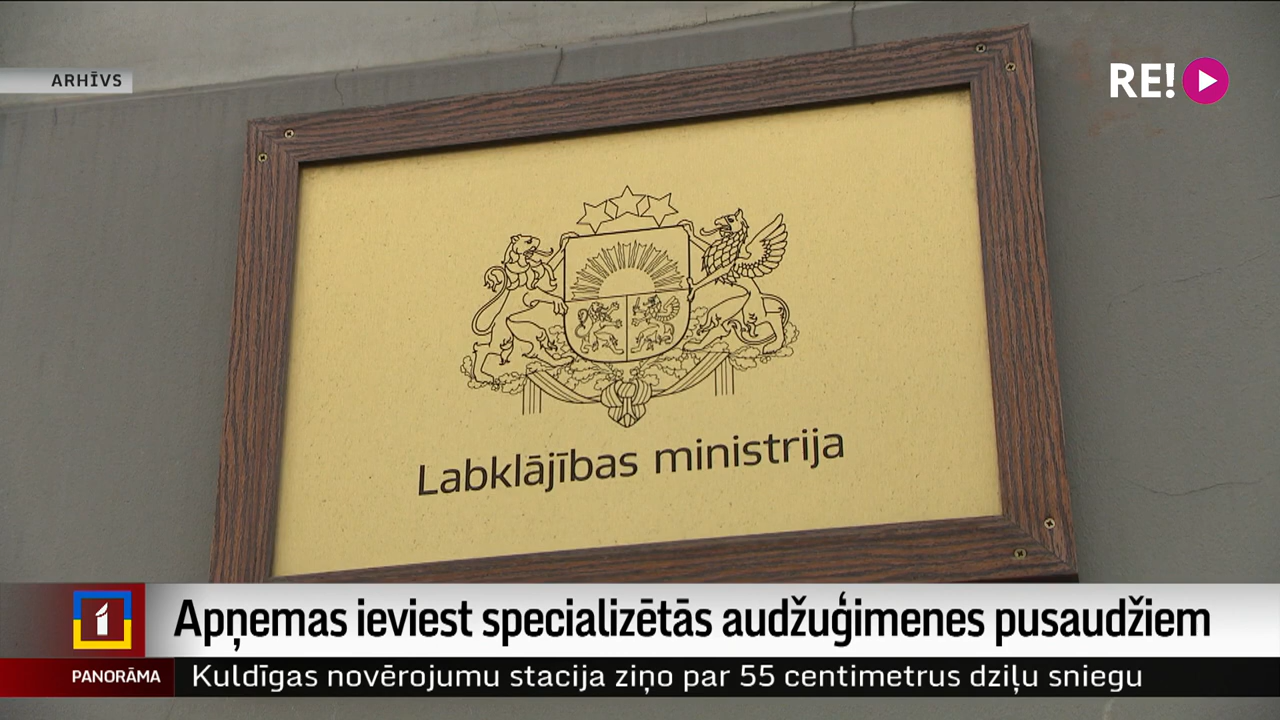 ARHĪVS
RE!
Labklājības ministrija
1
Apņemas ieviest specializētās audžuģimenes pusaudžiem
PANORĀMA
Kuldīgas novērojumu stacija ziņo par 55 centimetrus dziļu sniegu